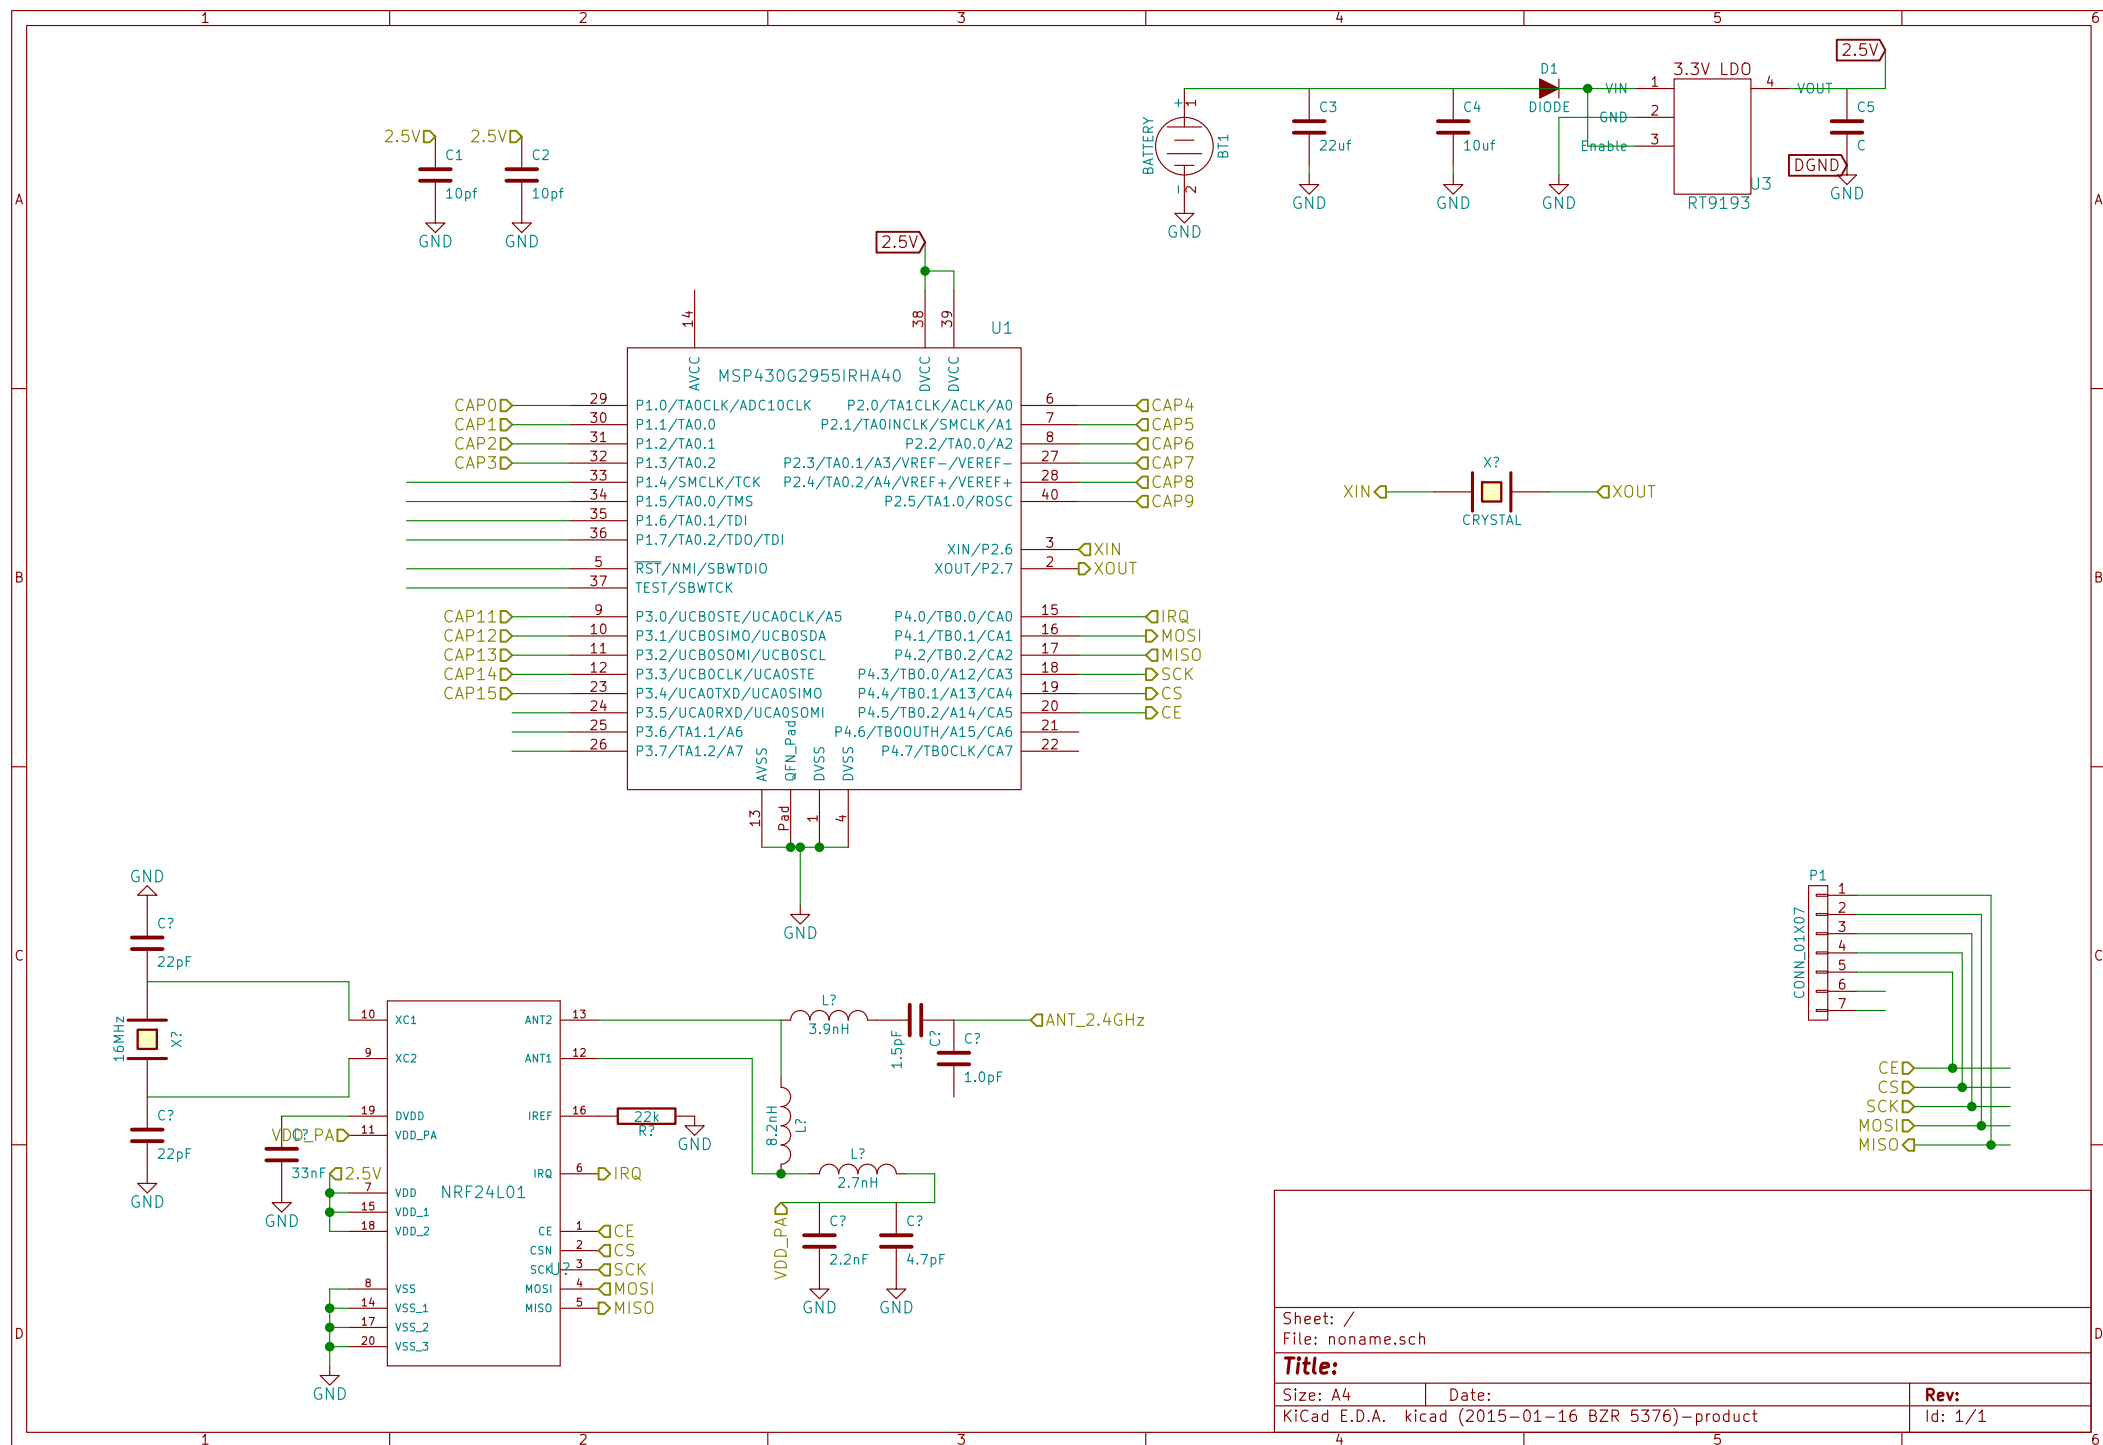 1 2 3 4 5 6
A
B
C
D
A
B
C
D
1 2 3 4 5 6
2.5V
C1
10pf
GND
2.5V
C2
10pf
GND
BATTERY
BT1
+ 1
- 2
GND
C3
22uf
GND
C4
10uf
GND
D1
DIODE
GND
3.3V LDO
VIN 1
GND 2
Enable 3
4 VOUT
U3
RT9193
2.5V
C5
C
DGND
GND
2.5V
U1
MSP430G2955IRHA40
14 AVCC
38 DVCC
39 DVCC
CAP0 29 P1.0/TA0CLK/ADC10CLK
CAP1 30 P1.1/TA0.0
CAP2 31 P1.2/TA0.1
CAP3 32 P1.3/TA0.2
33 P1.4/SMCLK/TCK
34 P1.5/TA0.0/TMS
35 P1.6/TA0.1/TDI
36 P1.7/TA0.2/TDO/TDI
5 RST/NMI/SBWTDIO
37 TEST/SBWTCK
CAP11 9 P3.0/UCB0STE/UCA0CLK/A5
CAP12 10 P3.1/UCB0SIMO/UCB0SDA
CAP13 11 P3.2/UCB0SOMI/UCB0SCL
CAP14 12 P3.3/UCB0CLK/UCA0STE
CAP15 23 P3.4/UCA0TXD/UCA0SIMO
24 P3.5/UCA0RXD/UCA0SOMI
25 P3.6/TA1.1/A6
26 P3.7/TA1.2/A7
P2.0/TA1CLK/ACLK/A0 6 CAP4
P2.1/TA0INCLK/SMCLK/A1 7 CAP5
P2.2/TA0.0/A2 8 CAP6
P2.3/TA0.1/A3/VREF-/VEREF- 27 CAP7
P2.4/TA0.2/A4/VREF+/VEREF+ 28 CAP8
P2.5/TA1.0/ROSC 40 CAP9
XIN/P2.6 3 XIN
XOUT/P2.7 2 XOUT
P4.0/TB0.0/CA0 15 IRQ
P4.1/TB0.1/CA1 16 MOSI
P4.2/TB0.2/CA2 17 MISO
P4.3/TB0.0/A12/CA3 18 SCK
P4.4/TB0.1/A13/CA4 19 CS
P4.5/TB0.2/A14/CA5 20 CE
P4.6/TB0OUTH/A15/CA6 21
P4.7/TB0CLK/CA7 22
AVSS 13
QFN_Pad Pad
DVSS 1
DVSS 4
GND
X?
XIN XOUT
CRYSTAL
GND
C?
22pF
16MHz
X?
C?
22pF
GND
C?
33nF
GND
VDD_PA
2.5V
NRF24L01
U?
10 XC1
9 XC2
19 DVDD
11 VDD_PA
7 VDD
15 VDD_1
18 VDD_2
8 VSS
14 VSS_1
17 VSS_2
20 VSS_3
GND
ANT2 13
ANT1 12
IREF 16
IRQ 6 IRQ
CE 1 CE
CSN 2 CS
SCK 3 SCK
MOSI 4 MOSI
MISO 5 MISO
22k
R?
GND
L?
3.9nH
1.5pF
C?
ANT_2.4GHz
C?
1.0pF
8.2nH
L?
L?
2.7nH
VDD_PA
C?
2.2nF
GND
C?
4.7pF
GND
P1
CONN_01X07
1
2
3
4
5
6
7
CE
CS
SCK
MOSI
MISO
Sheet: /
File: noname.sch
Title:
Size: A4 Date: Rev:
KiCad E.D.A. kicad (2015-01-16 BZR 5376)-product Id: 1/1